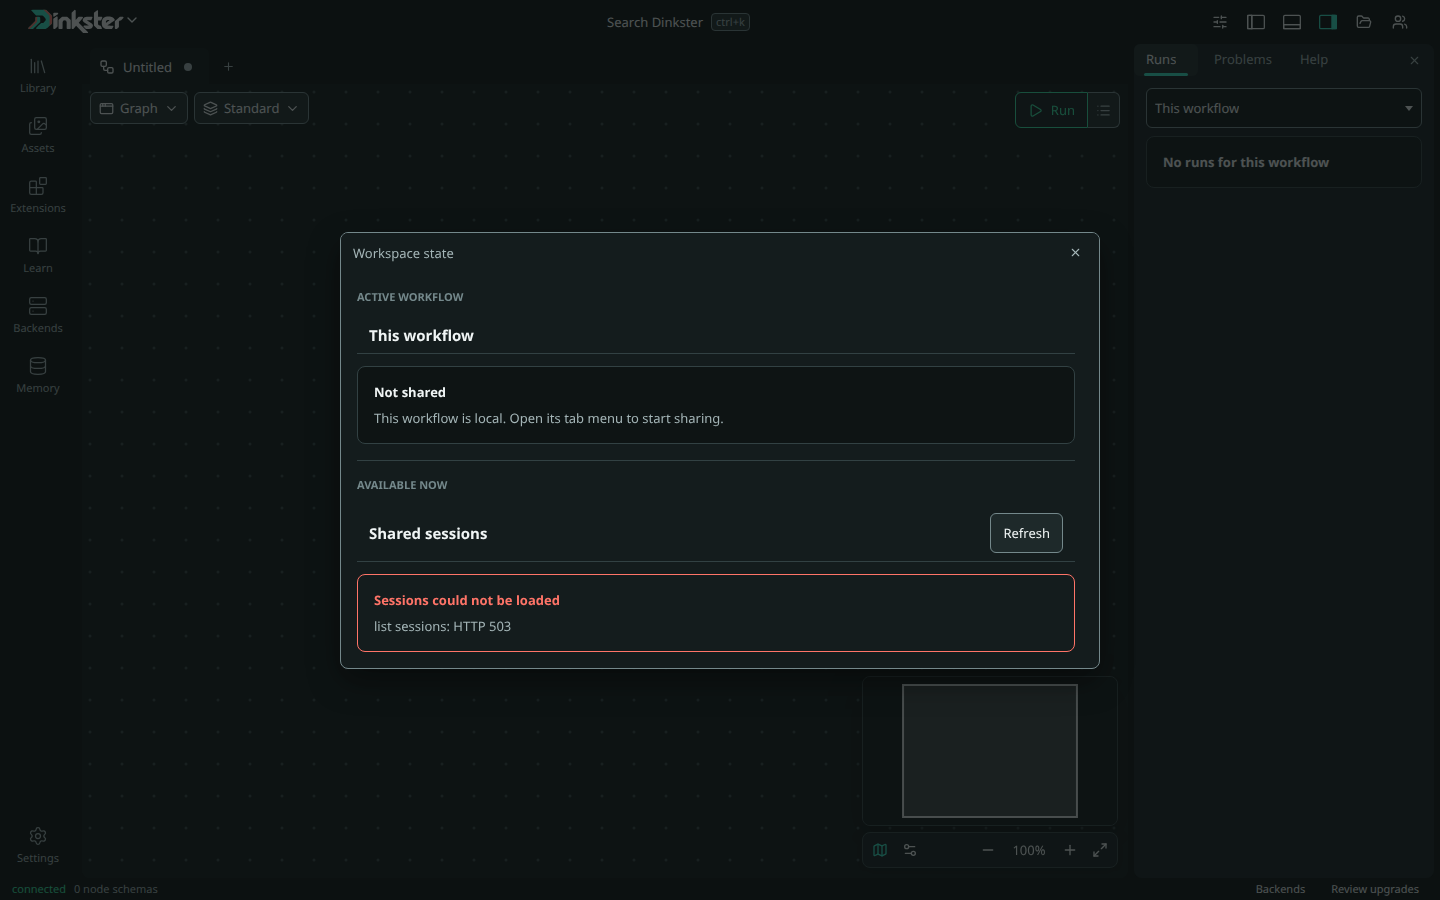 Dinkster
Search Dinkster ctrl+k
Library
Assets
Extensions
Learn
Backends
Memory
Settings
Untitled
Graph
Standard
Run
Runs Problems Help
This workflow
No runs for this workflow
Workspace state
ACTIVE WORKFLOW
This workflow
Not shared
This workflow is local. Open its tab menu to start sharing.
AVAILABLE NOW
Shared sessions
Refresh
Sessions could not be loaded
list sessions: HTTP 503
100%
connected 0 node schemas
Backends Review upgrades